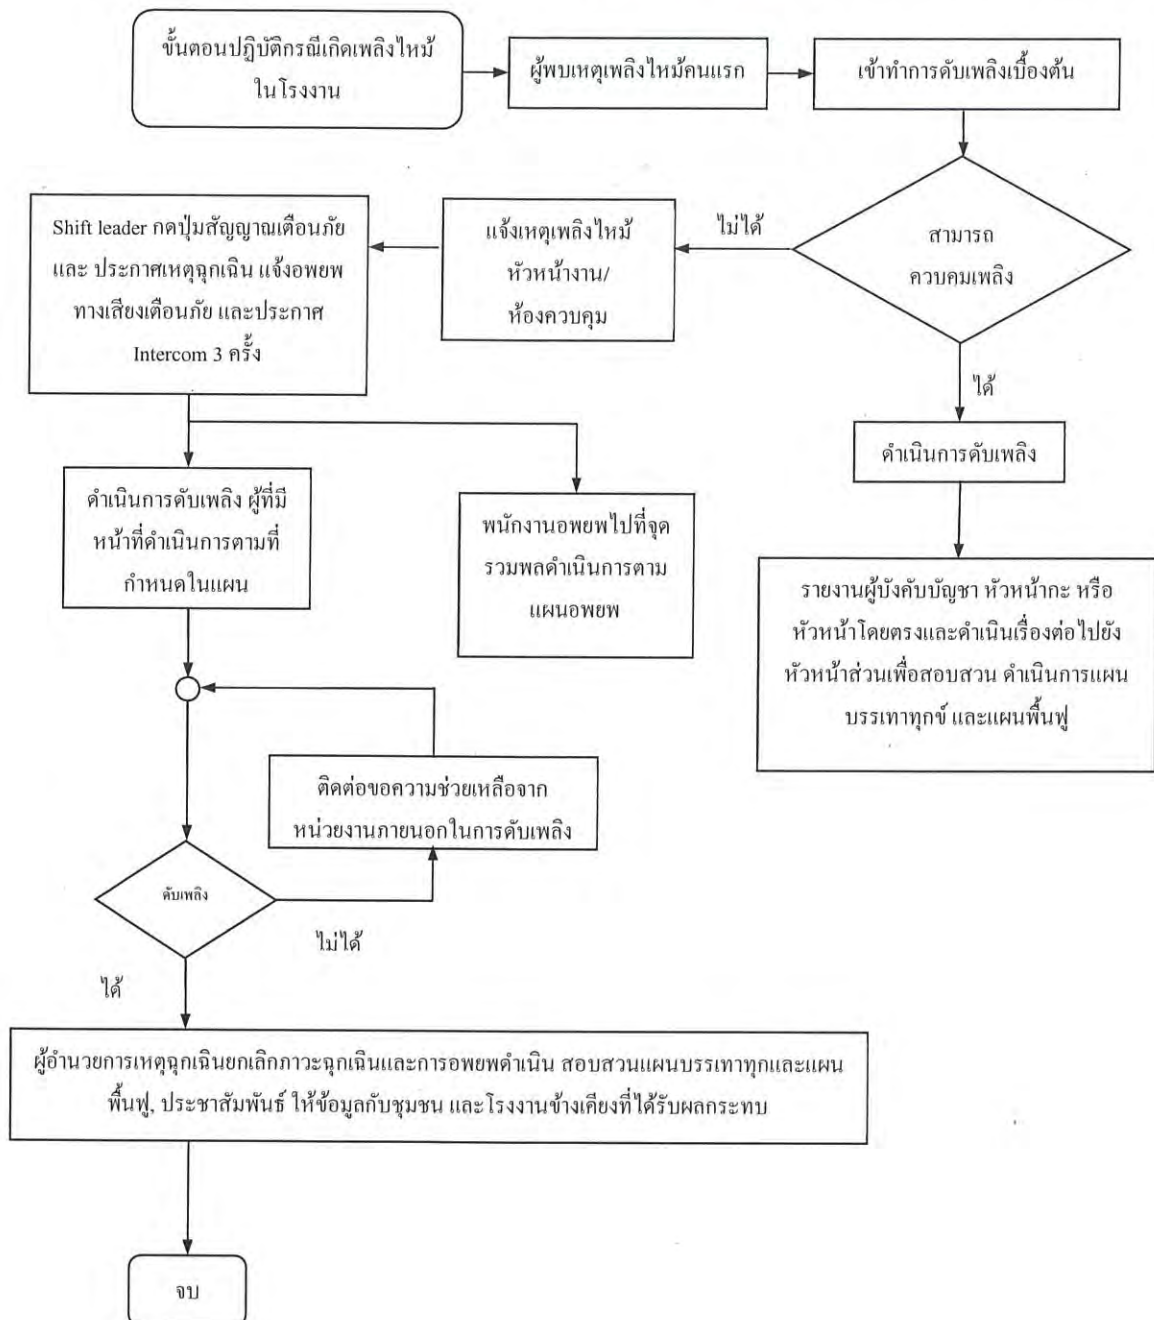 ขั้นตอนปฏิบัติกรณีเกิดเพลิงไหม้
ในโรงงาน
ผู้พบเหตุเพลิงไหม้คนแรก
เข้าทำการดับเพลิงเบื้องต้น
สามารถ
ควบคุมเพลิง
ไม่ได้
แจ้งเหตุเพลิงไหม้
หัวหน้างาน/
ห้องควบคุม
Shift leader กดปุ่มสัญญาณเตือนภัย
และ ประกาศเหตุฉุกเฉิน แจ้งอพยพ
ทางเสียงเตือนภัย และประกาศ
Intercom 3 ครั้ง
ได้
ดำเนินการดับเพลิง
รายงานผู้บังคับบัญชา หัวหน้ากะ หรือ
หัวหน้าโดยตรงและดำเนินเรื่องต่อไปยัง
หัวหน้าส่วนเพื่อสอบสวน ดำเนินการแผน
บรรเทาทุกข์ และแผนฟื้นฟู
ดำเนินการดับเพลิง ผู้ที่มี
หน้าที่ดำเนินการตามที่
กำหนดในแผน
พนักงานอพยพไปที่จุด
รวมพลดำเนินการตาม
แผนอพยพ
ติดต่อขอความช่วยเหลือจาก
หน่วยงานภายนอกในการดับเพลิง
ดับเพลิง
ไม่ได้
ได้
ผู้อำนวยการเหตุฉุกเฉินยกเลิกภาวะฉุกเฉินและการอพยพดำเนิน สอบสวนแผนบรรเทาทุกและแผน
ฟื้นฟู, ประชาสัมพันธ์ ให้ข้อมูลกับชุมชน และโรงงานข้างเคียงที่ได้รับผลกระทบ
จบ